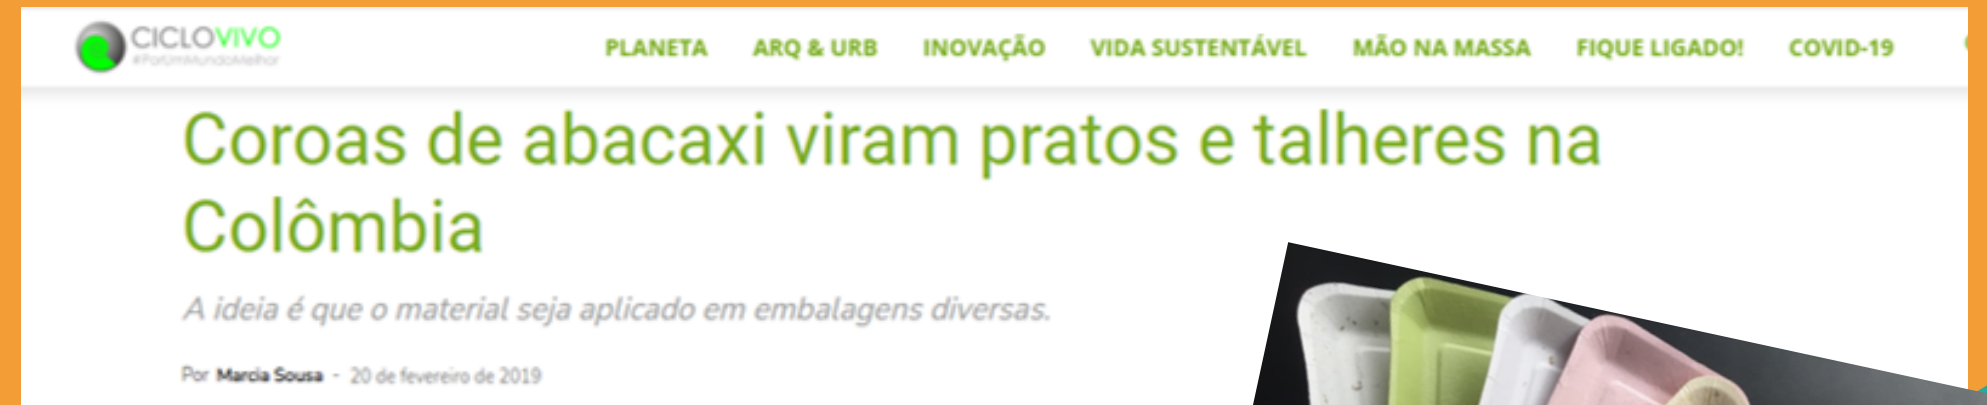 CICLOVIVO
#PorUmMundoMelhor
PLANETA ARQ & URB INOVAÇÃO VIDA SUSTENTÁVEL MÃO NA MASSA FIQUE LIGADO! COVID-19
Coroas de abacaxi viram pratos e talheres na
Colômbia
A ideia é que o material seja aplicado em embalagens diversas.
Por Marcia Sousa - 20 de fevereiro de 2019